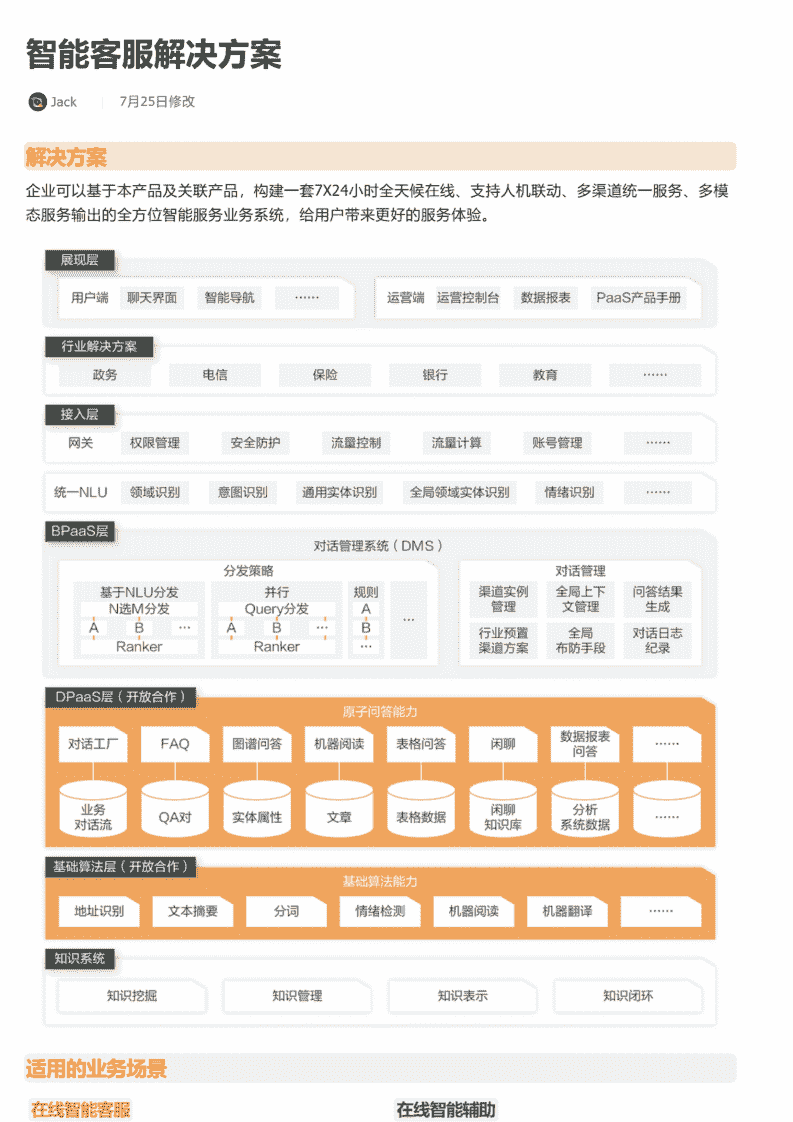 智能客服解决方案
Jack 7月25日修改
解决方案
企业可以基于本产品及关联产品，构建一套7X24小时全天候在线、支持人机联动、多渠道统一服务、多模
态服务输出的全方位智能服务业务系统，给用户带来更好的服务体验。
展现层
用户端 聊天界面 智能导航 …… 运营端 运营控制台 数据报表 PaaS产品手册
行业解决方案
政务 电信 保险 银行 教育 ……
接入层
网关 权限管理 安全防护 流量控制 流量计算 账号管理 ……
统一NLU 领域识别 意图识别 通用实体识别 全局领域实体识别 情绪识别 ……
BPaaS层
对话管理系统（DMS）
分发策略
基于NLU分发
N选M分发
A B …
Ranker
并行
Query分发
A B …
Ranker
规则
A
B
…
…
对话管理
渠道实例
管理
全局上下
文管理
问答结果
生成
行业预置
渠道方案
全局
布防手段
对话日志
纪录
DPaaS层（开放合作）
原子问答能力
对话工厂 FAQ 图谱问答 机器阅读 表格问答 闲聊 数据报表
问答 ……
业务
对话流
QA对 实体属性 文章 表格数据 闲聊
知识库
分析
系统数据
……
基础算法层（开放合作）
基础算法能力
地址识别 文本摘要 分词 情绪检测 机器阅读 机器翻译 ……
知识系统
知识挖掘 知识管理 知识表示 知识闭环
适用的业务场景
在线智能客服 在线智能辅助